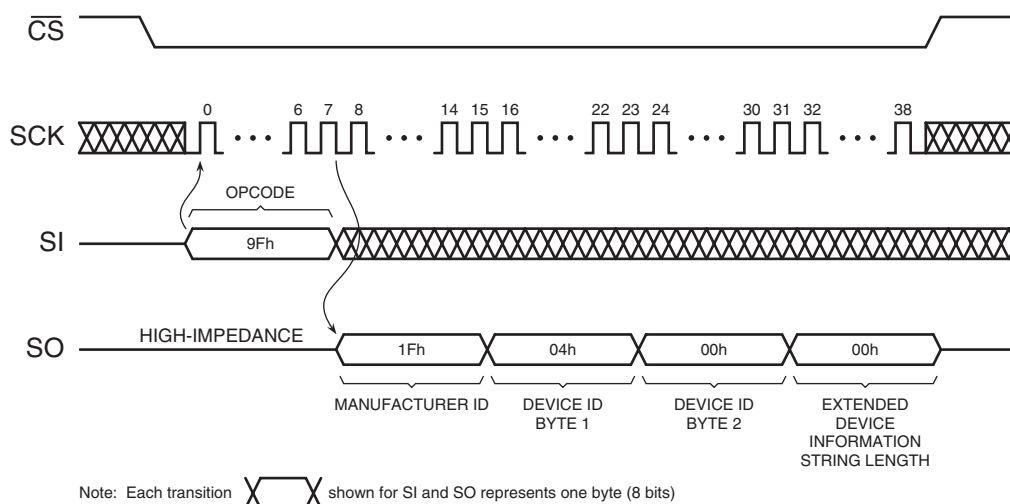 CS
SCK
0 6 7 8 14 15 16 22 23 24 30 31 32 38
OPCODE
SI
9Fh
SO
HIGH-IMPEDANCE
1Fh 04h 00h 00h
MANUFACTURER ID
DEVICE ID
BYTE 1
DEVICE ID
BYTE 2
EXTENDED
DEVICE
INFORMATION
STRING LENGTH
Note: Each transition shown for SI and SO represents one byte (8 bits)